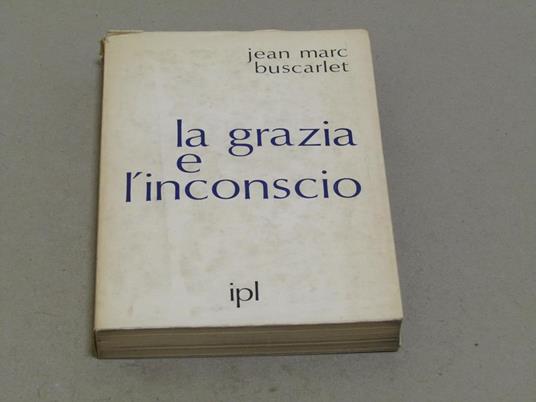 jean marc
buscarlet
la grazia
e
l'inconscio
ipl